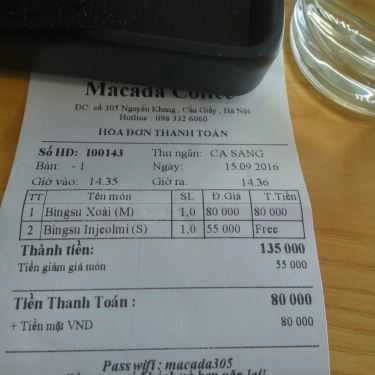 Macada Coffee
ĐC: số 105 Nguyễn Khang, Cầu Giấy, Hà Nội
Hotline: 098 332 6060
HÓA ĐƠN THANH TOÁN
Số HĐ: 100143 Thu ngân: CA SÁNG
Bàn: - 1 Ngày: 15.09.2016
Giờ vào: 14.35 Giờ ra: 14.36
TT Tên món SL Đ.Giá T.Tiền
1 Bingsu Xoài (M) 1,0 80 000 80 000
2 Bingsu Injeolmi (S) 1,0 55 000 Free
Thành tiền: 135 000
Tiền giảm giá món 55 000
Tiền Thanh Toán : 80 000
+ Tiền mặt VND 80 000
Pass wifi : macada305